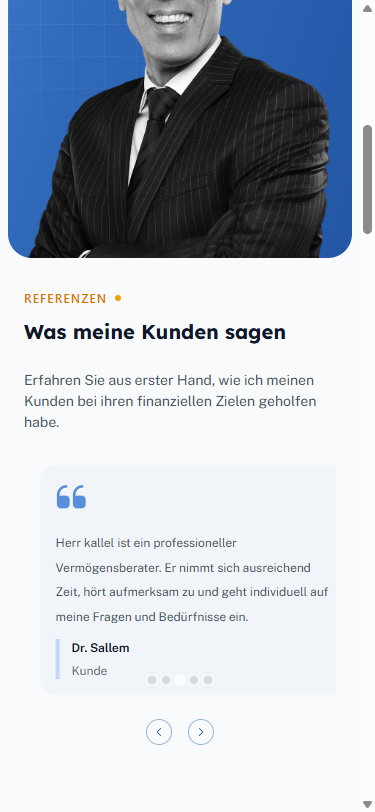 REFERENZEN
Was meine Kunden sagen
Erfahren Sie aus erster Hand, wie ich meinen
Kunden bei ihren finanziellen Zielen geholfen
habe.
Herr kallel ist ein professioneller
Vermögensberater. Er nimmt sich ausreichend
Zeit, hört aufmerksam zu und geht individuell auf
meine Fragen und Bedürfnisse ein.
Dr. Sallem
Kunde